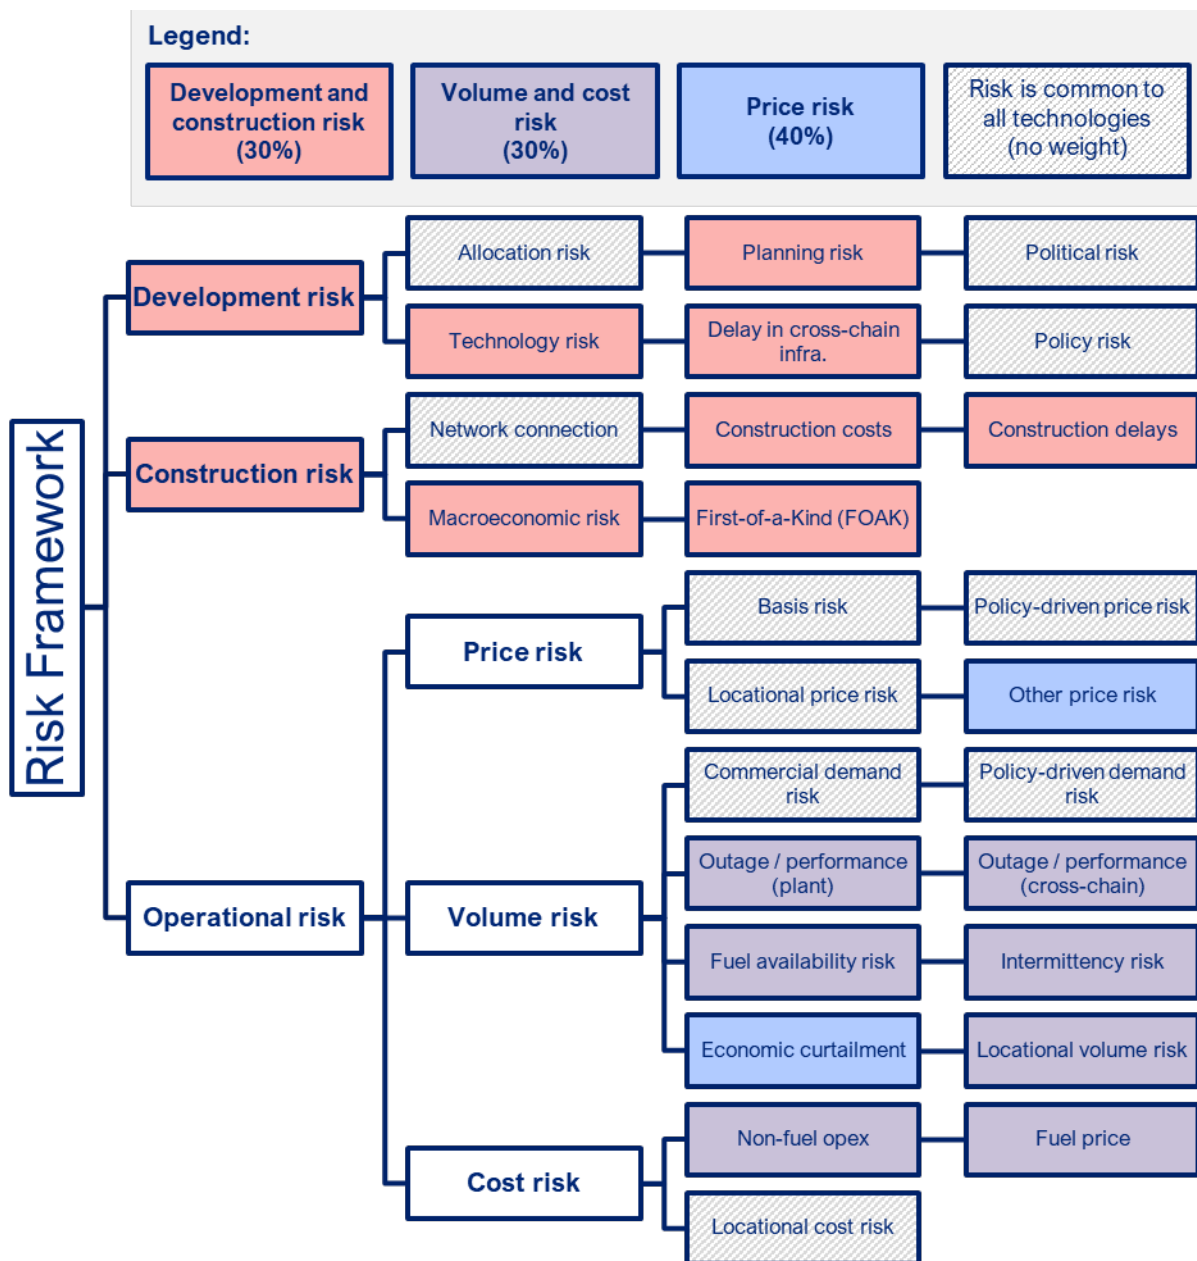 Legend:
Development and
construction risk
(30%)
Volume and cost
risk
(30%)
Price risk
(40%)
Risk is common to
all technologies
(no weight)
Risk Framework
Development risk
Allocation risk
Planning risk
Political risk
Technology risk
Delay in cross-chain
infra.
Policy risk
Construction risk
Network connection
Construction costs
Construction delays
Macroeconomic risk
First-of-a-Kind (FOAK)
Operational risk
Price risk
Basis risk
Policy-driven price risk
Locational price risk
Other price risk
Volume risk
Commercial demand
risk
Policy-driven demand
risk
Outage / performance
(plant)
Outage / performance
(cross-chain)
Fuel availability risk
Intermittency risk
Economic curtailment
Locational volume risk
Cost risk
Non-fuel opex
Fuel price
Locational cost risk